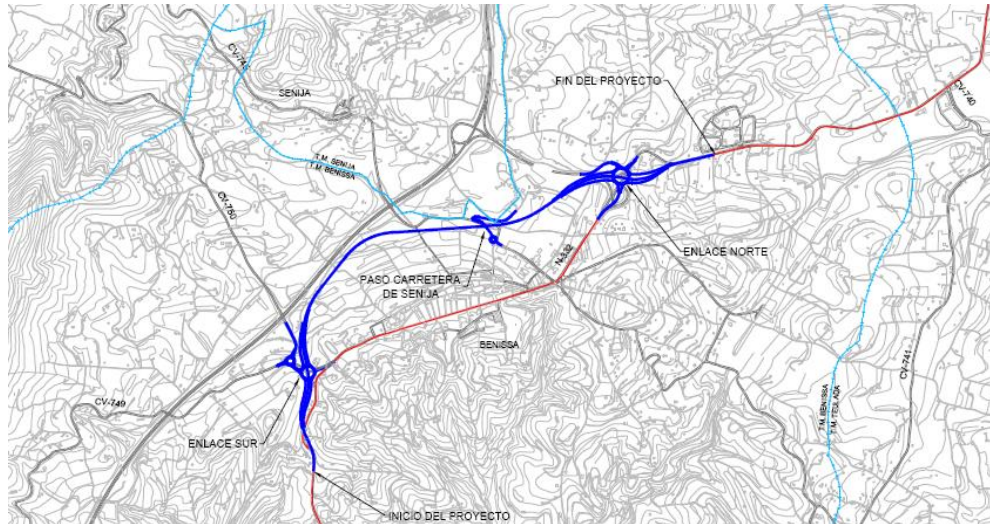 CV-745
SENIJA
FIN DEL PROYECTO
CV-740
T.M. SENIJA
T.M. BENISSA
CV-750
N-332
ENLACE NORTE
PASO CARRETERA
DE SENIJA
BENISSA
CV-741
T.M. BENISSA
T.M. TEULADA
CV-749
ENLACE SUR
INICIO DEL PROYECTO